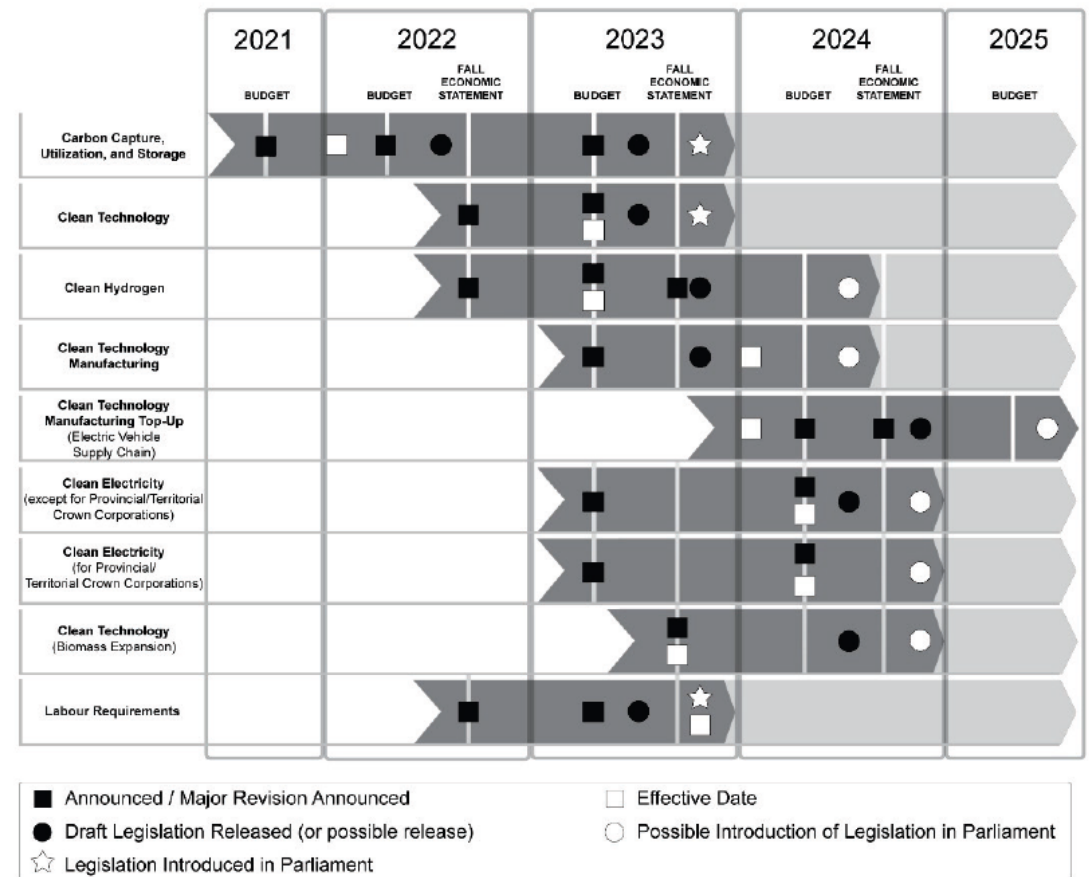 2021
2022
2023
2024
2025
BUDGET
BUDGET
FALL
ECONOMIC
STATEMENT
BUDGET
FALL
ECONOMIC
STATEMENT
BUDGET
FALL
ECONOMIC
STATEMENT
BUDGET
Carbon Capture,
Utilization, and Storage
Clean Technology
Clean Hydrogen
Clean Technology
Manufacturing
Clean Technology
Manufacturing Top-Up
(Electric Vehicle
Supply Chain)
Clean Electricity
(except for Provincial/Territorial
Crown Corporations)
Clean Electricity
(for Provincial/
Territorial Crown Corporations)
Clean Technology
(Biomass Expansion)
Labour Requirements
Announced / Major Revision Announced
Effective Date
Draft Legislation Released (or possible release)
Possible Introduction of Legislation in Parliament
Legislation Introduced in Parliament